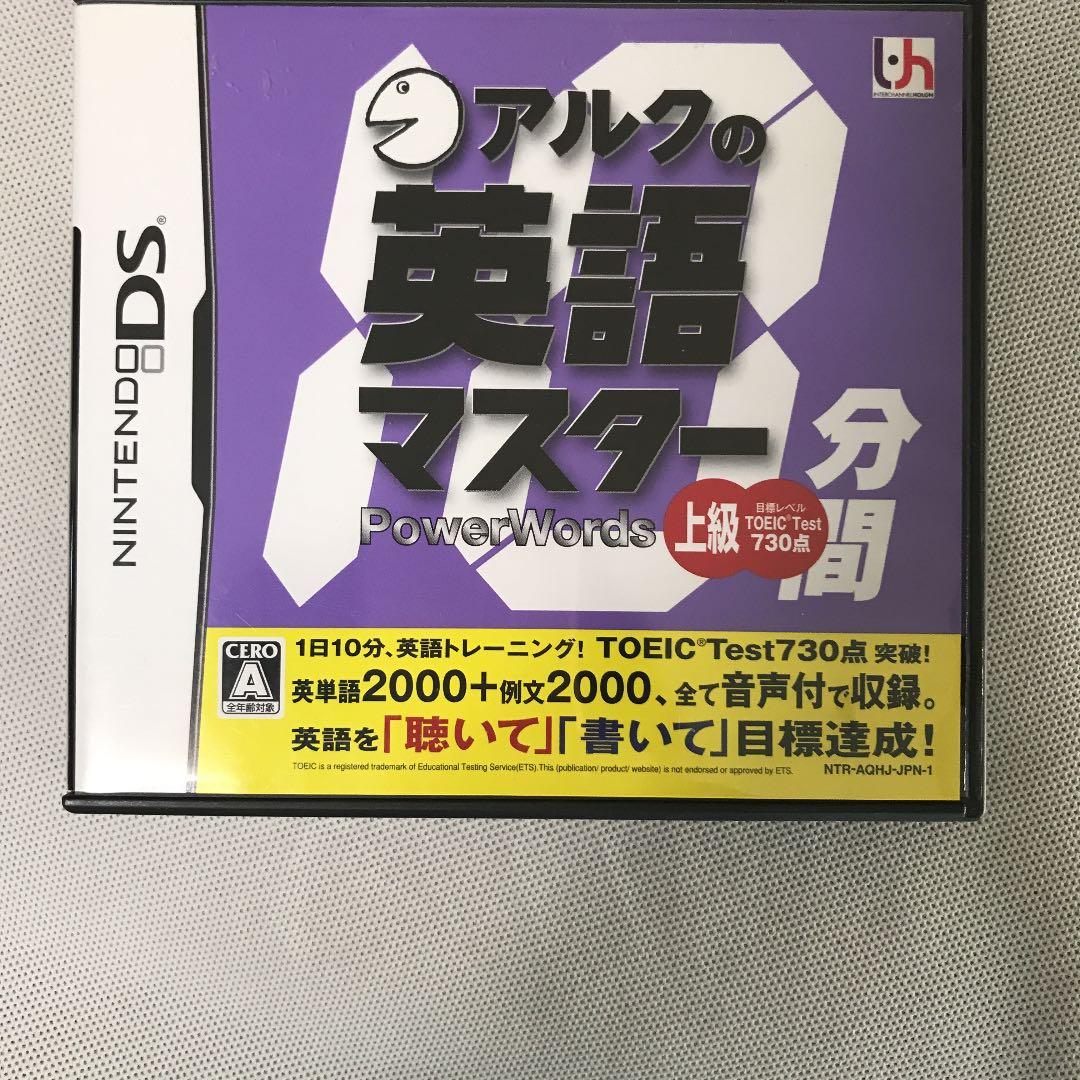 NINTENDO DS®
INTERCHANNEL-HOLON
アルクの
10
分間
英語
マスター
PowerWords
上級
目標レベル
TOEIC®Test
730点
CERO
A
全年齢対象
1日10分、英語トレーニング! TOEIC®Test730点 突破!
英単語2000+例文2000、全て音声付で収録。
英語を「聴いて」「書いて」目標達成!
TOEIC is a registered trademark of Educational Testing Service(ETS).This (publication/ product/ website) is not endorsed or approved by ETS.
NTR-AQHJ-JPN-1